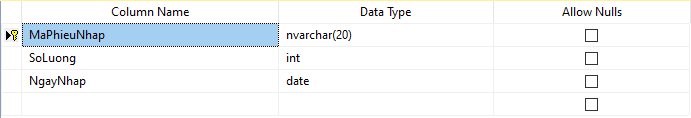 Column Name Data Type Allow Nulls
MaPhieuNhap nvarchar(20)
SoLuong int
NgayNhap date